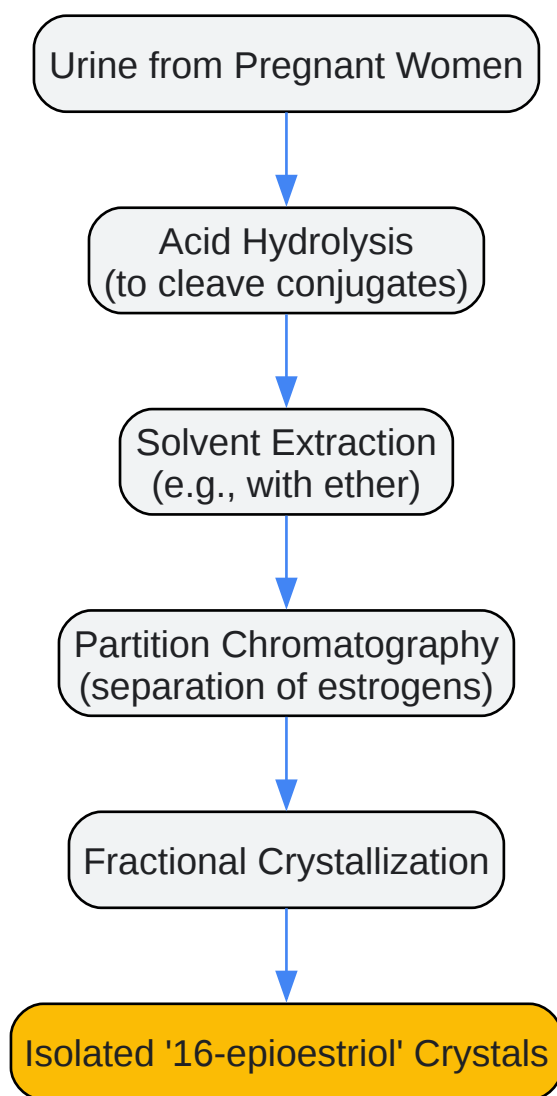 Urine from Pregnant Women
Acid Hydrolysis
(to cleave conjugates)
Solvent Extraction
(e.g., with ether)
Partition Chromatography
(separation of estrogens)
Fractional Crystallization
Isolated '16-epioestriol' Crystals